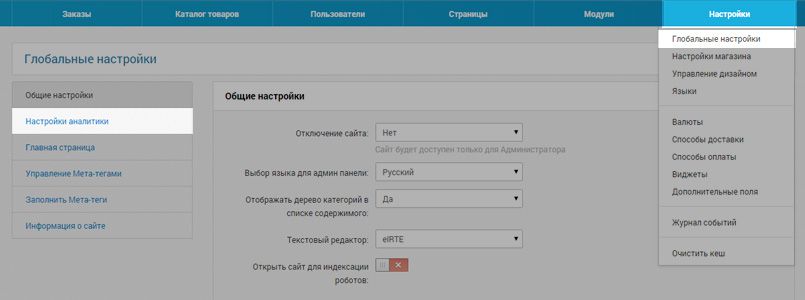 Заказы
Каталог товаров
Пользователи
Страницы
Модули
Настройки
Глобальные настройки
Настройки магазина
Управление дизайном
Языки
Валюты
Способы доставки
Способы оплаты
Виджеты
Дополнительные поля
Журнал событий
Очистить кеш
Глобальные настройки
Общие настройки
Настройки аналитики
Главная страница
Управление Мета-тегами
Заполнить Мета-теги
Информация о сайте
Общие настройки
Отключение сайта: Нет
Сайт будет доступен только для Администратора
Выбор языка для админ панели: Русский
Отображать дерево категорий в Да
списке содержимого:
Текстовый редактор: elRTE
Открыть сайт для индексации
роботов: